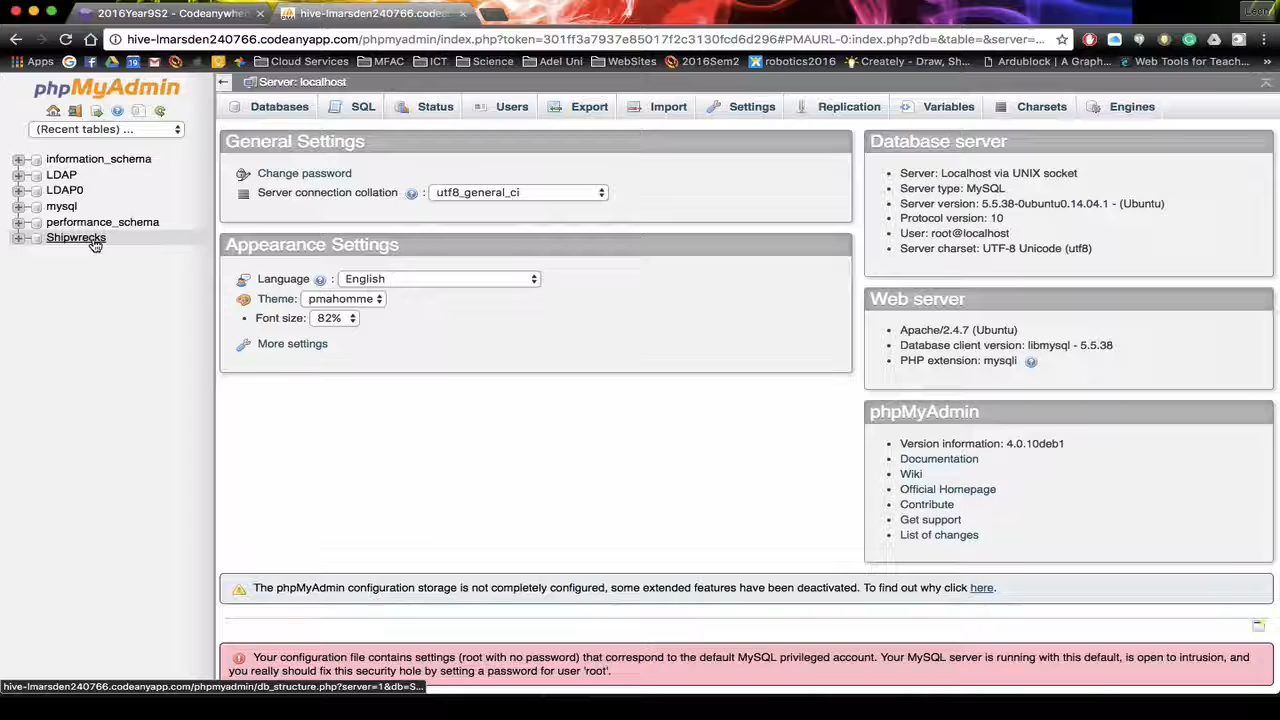 2016Year9S2 - Codeanywhe
hive-lmarsden240766.codea
hive-lmarsden240766.codeanyapp.com/phpmyadmin/index.php?token=301ff3a7937e85017f2c3130fcd6d296#PMAURL-0:index.php?db=&table=&server=...
Apps
Cloud Services
MFAC
ICT
Science
Adel Uni
WebSites
2016Sem2
robotics2016
Creately - Draw, Sh...
Ardublock | A Graph...
Web Tools for Teach...
phpMyAdmin
(Recent tables) ...
information_schema
LDAP
LDAP0
mysql
performance_schema
Shipwrecks
Server: localhost
Databases
SQL
Status
Users
Export
Import
Settings
Replication
Variables
Charsets
Engines
General Settings
Change password
Server connection collation : utf8_general_ci
Appearance Settings
Language : English
Theme: pmahomme
• Font size: 82%
More settings
Database server
• Server: Localhost via UNIX socket
• Server type: MySQL
• Server version: 5.5.38-0ubuntu0.14.04.1 - (Ubuntu)
• Protocol version: 10
• User: root@localhost
• Server charset: UTF-8 Unicode (utf8)
Web server
• Apache/2.4.7 (Ubuntu)
• Database client version: libmysql - 5.5.38
• PHP extension: mysqli
phpMyAdmin
• Version information: 4.0.10deb1
• Documentation
• Wiki
• Official Homepage
• Contribute
• Get support
• List of changes
The phpMyAdmin configuration storage is not completely configured, some extended features have been deactivated. To find out why click here.
Your configuration file contains settings (root with no password) that correspond to the default MySQL privileged account. Your MySQL server is running with this default, is open to intrusion, and
you really should fix this security hole by setting a password for user 'root'.
hive-lmarsden240766.codeanyapp.com/phpmyadmin/db_structure.php?server=1&db=S...